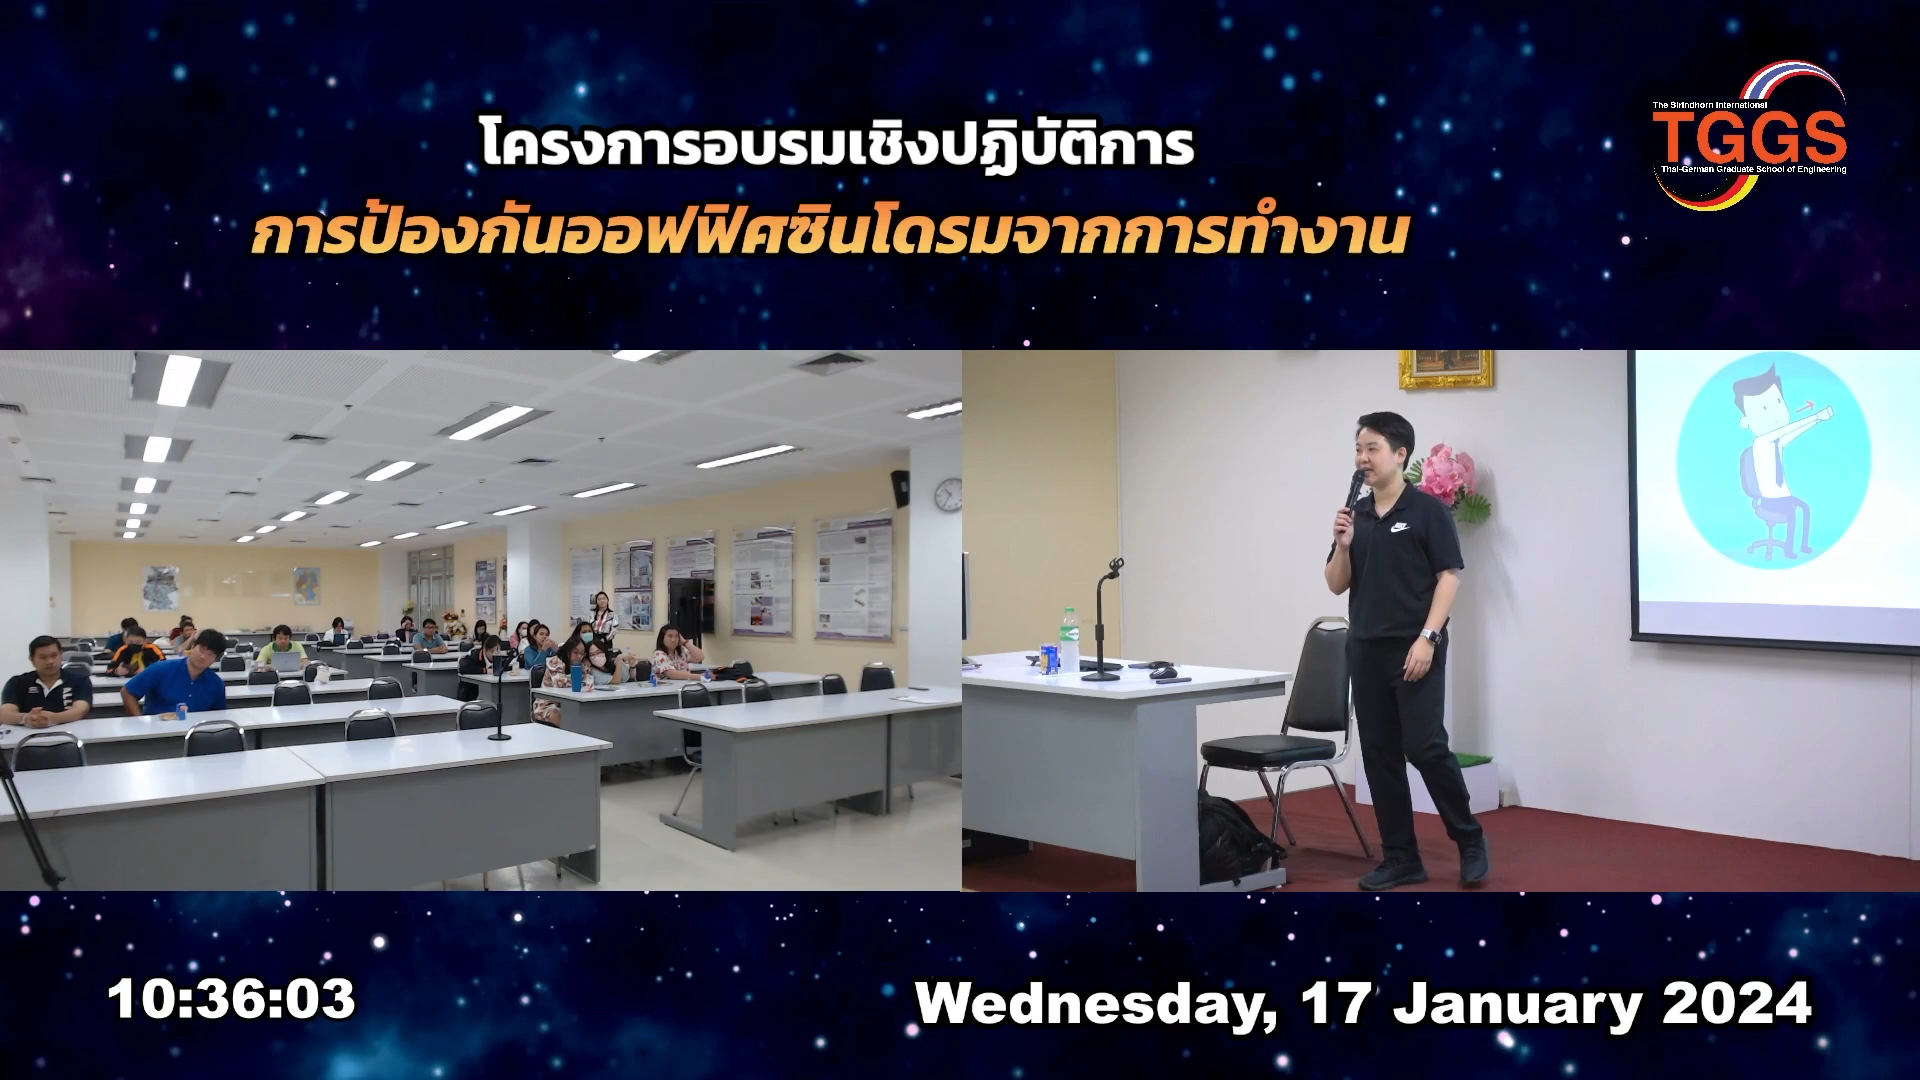 โครงการอบรมเชิงปฏิบัติการ
การป้องกันออฟฟิศซินโดรมจากการทำงาน
The Sirindhorn International
TGGS
Thai-German Graduate School of Engineering
10:36:03
Wednesday, 17 January 2024